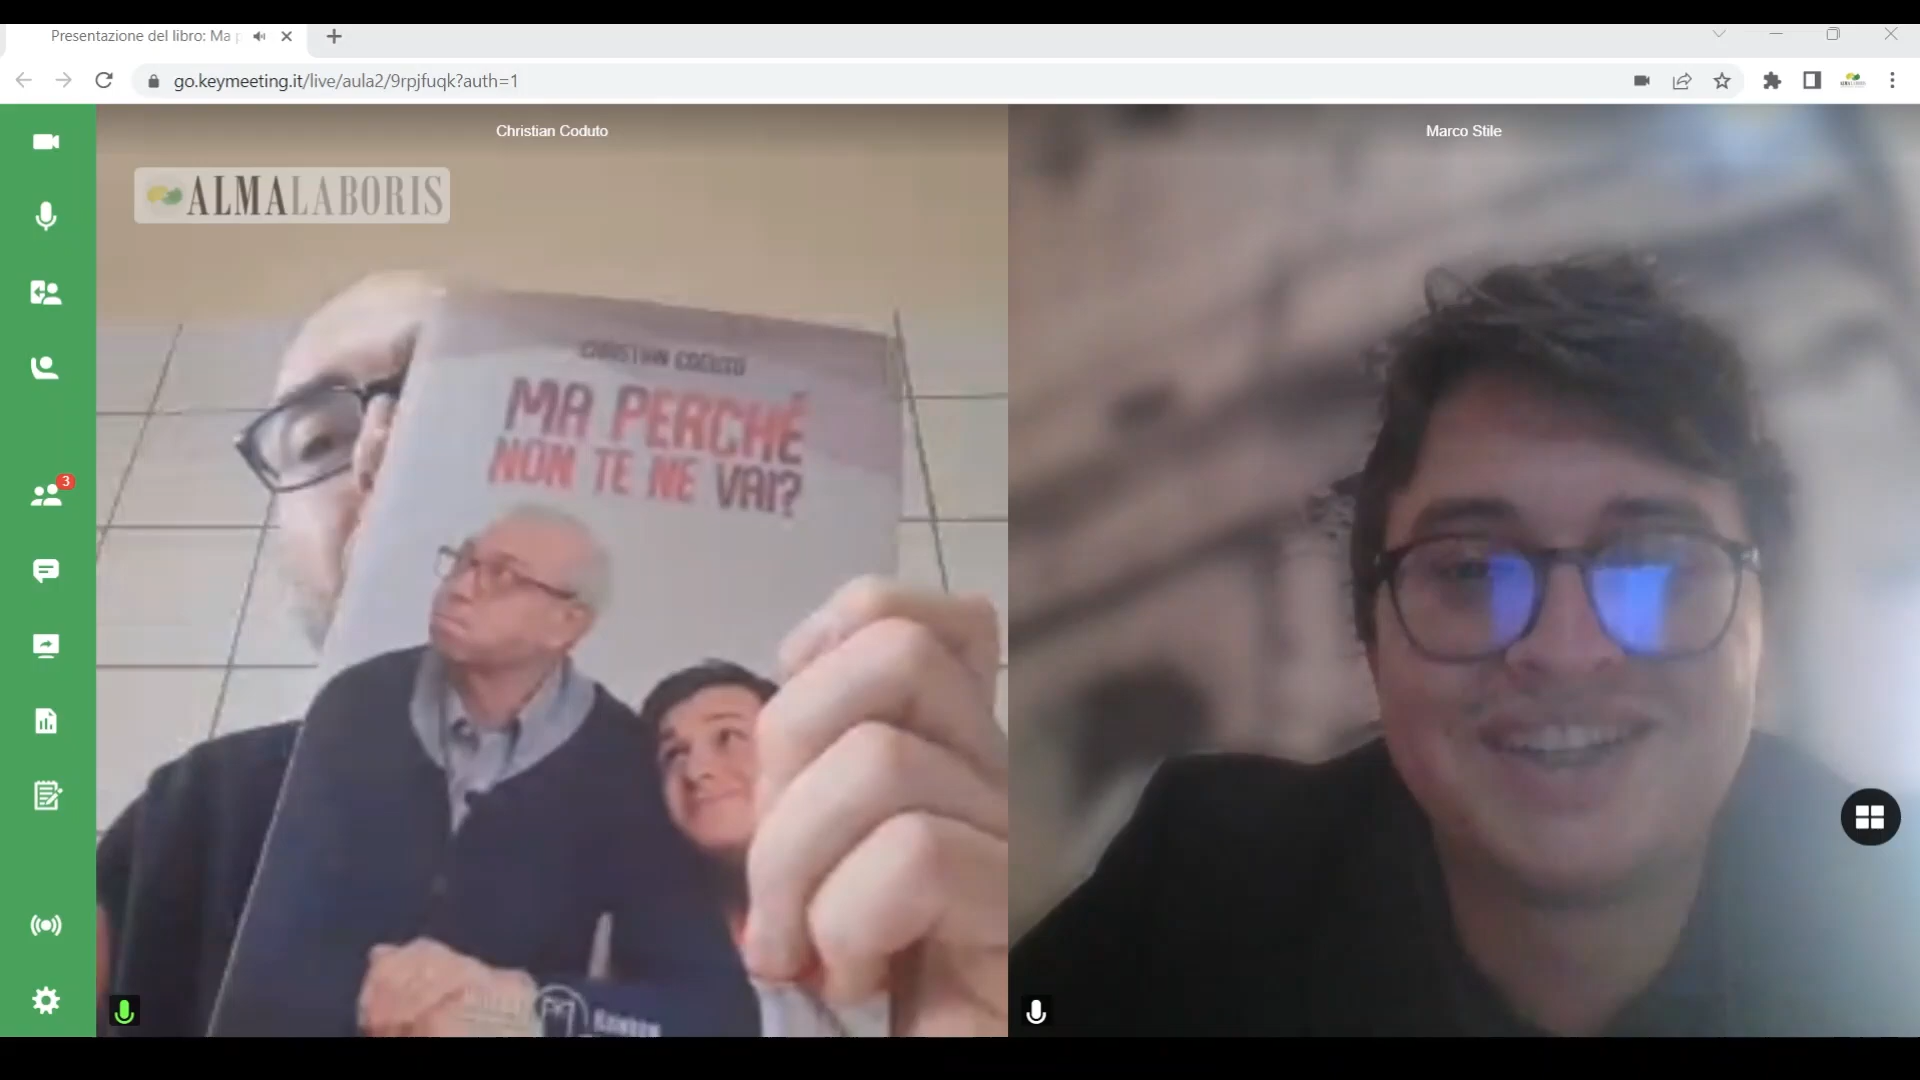 Presentazione del libro: Ma p
go.keymeeting.it/live/aula2/9rpjfuqk?auth=1
Christian Coduto
Marco Stile
ALMALABORIS
CHRISTIAN CODUTO
MA PERCHÉ
NON TE NE VAI?
3